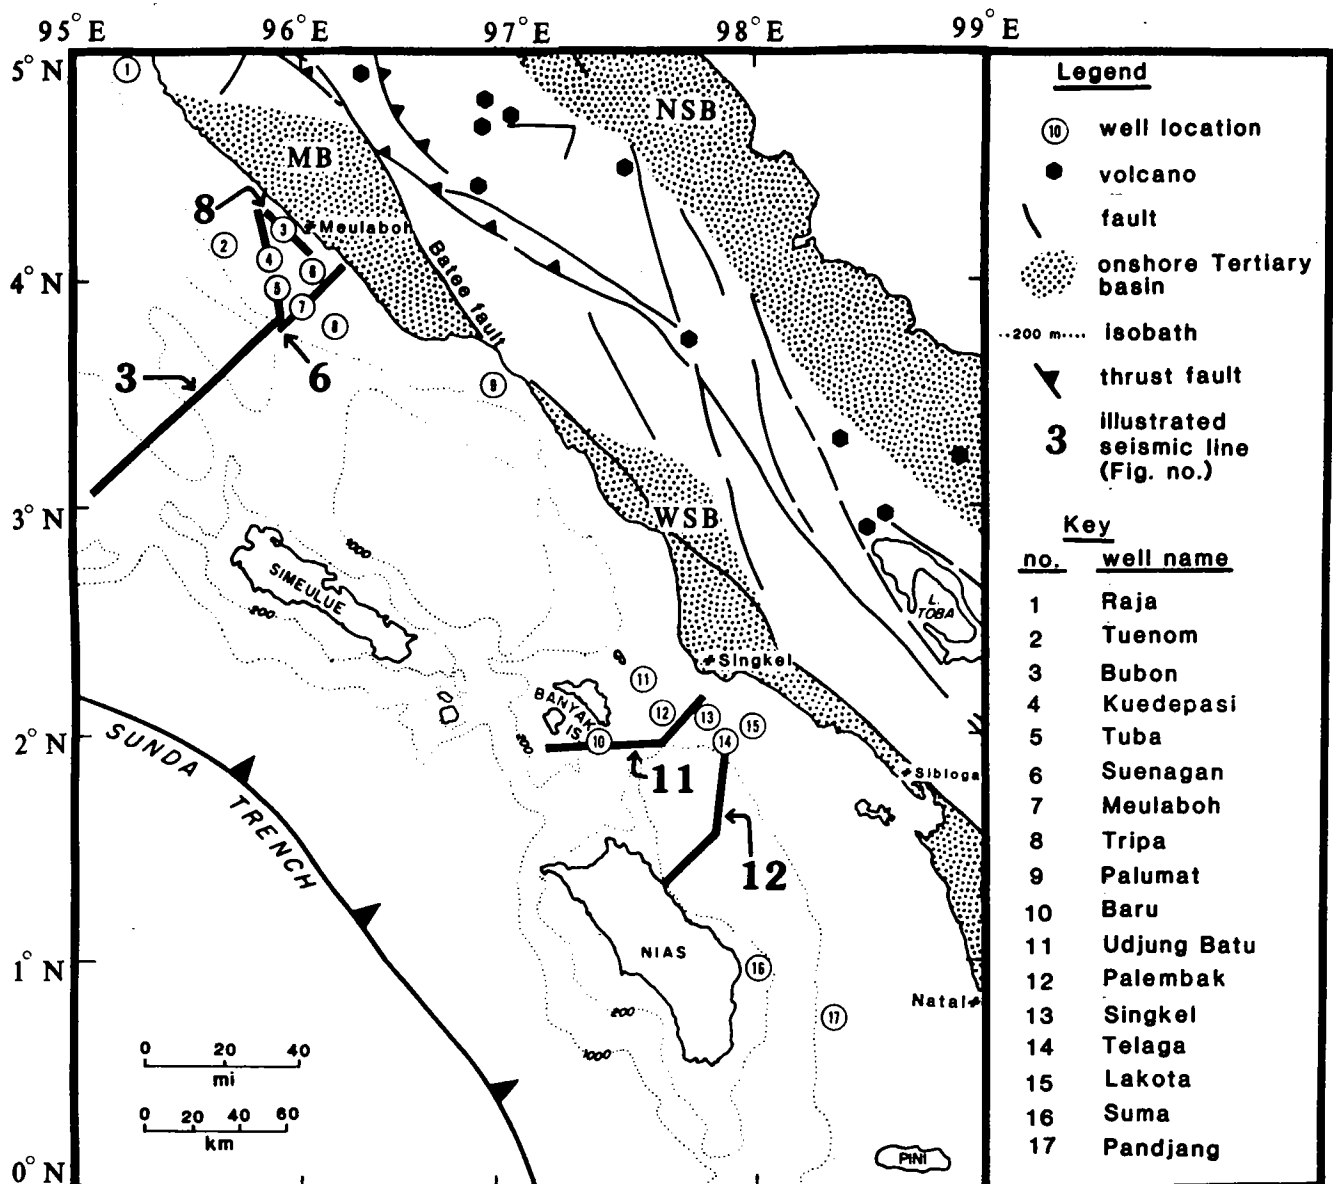 95° E 96° E 97° E 98° E 99° E
5° N
4° N
3° N
2° N
1° N
0° N
1
NSB
MB
8
Meulaboh
3
2
4
6
5
7
8
Batee fault
3
6
9
WSB
1000
SIMEULUE
200
L. TOBA
Singkel
11
BANYAK IS
12
13
15
10
14
200
11
Sibloga
SUNDA TRENCH
12
NIAS
16
17
Natal
200
1000
PINI
0 20 40
mi
0 20 40 60
km
Legend
10 well location
volcano
fault
onshore Tertiary
basin
..200 m.... isobath
thrust fault
3 illustrated
seismic line
(Fig. no.)
Key
no. well name
1 Raja
2 Tuenom
3 Bubon
4 Kuedepasi
5 Tuba
6 Suenagan
7 Meulaboh
8 Tripa
9 Palumat
10 Baru
11 Udjung Batu
12 Palembak
13 Singkel
14 Telaga
15 Lakota
16 Suma
17 Pandjang